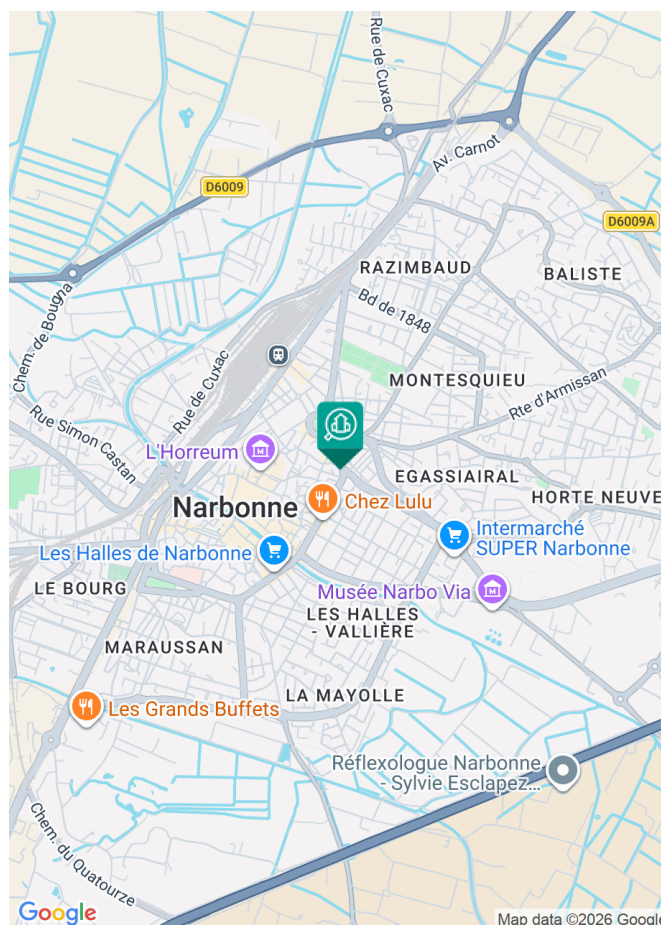 Rue de Cuxac
Av. Carnot
D6009
D6009A
RAZIMBAUD
BALISTE
Chem. de Bougna
Bd de 1848
Rue de Cuxac
MONTESQUIEU
Rte d'Armissan
Rue Simon Castan
L'Horreum
EGASSIAIRAL
HORTE NEUVE
Narbonne
Chez Lulu
Intermarché
SUPER Narbonne
Les Halles de Narbonne
LE BOURG
Musée Narbo Via
LES HALLES
- VALLIÈRE
MARAUSSAN
LA MAYOLLE
Les Grands Buffets
Réflexologue Narbonne
- Sylvie Esclapez...
Chem. du Quatourze
Google
Map data ©2026 Google